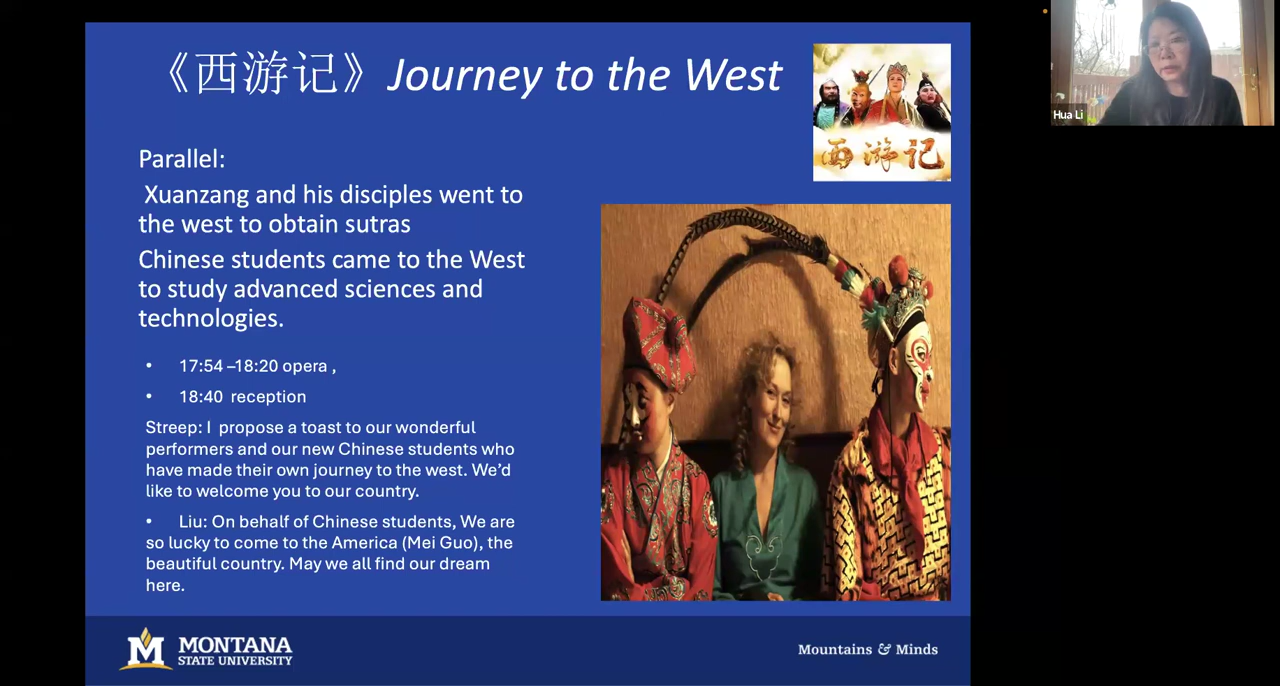 《西游记》Journey to the West
西游记
Hua Li
Parallel:
Xuanzang and his disciples went to
the west to obtain sutras
Chinese students came to the West
to study advanced sciences and
technologies.
• 17:54 –18:20 opera ,
• 18:40 reception
Streep: I propose a toast to our wonderful
performers and our new Chinese students who
have made their own journey to the west. We’d
like to welcome you to our country.
• Liu: On behalf of Chinese students, We are
so lucky to come to the America (Mei Guo), the
beautiful country. May we all find our dream
here.
M MONTANA
STATE UNIVERSITY
Mountains & Minds